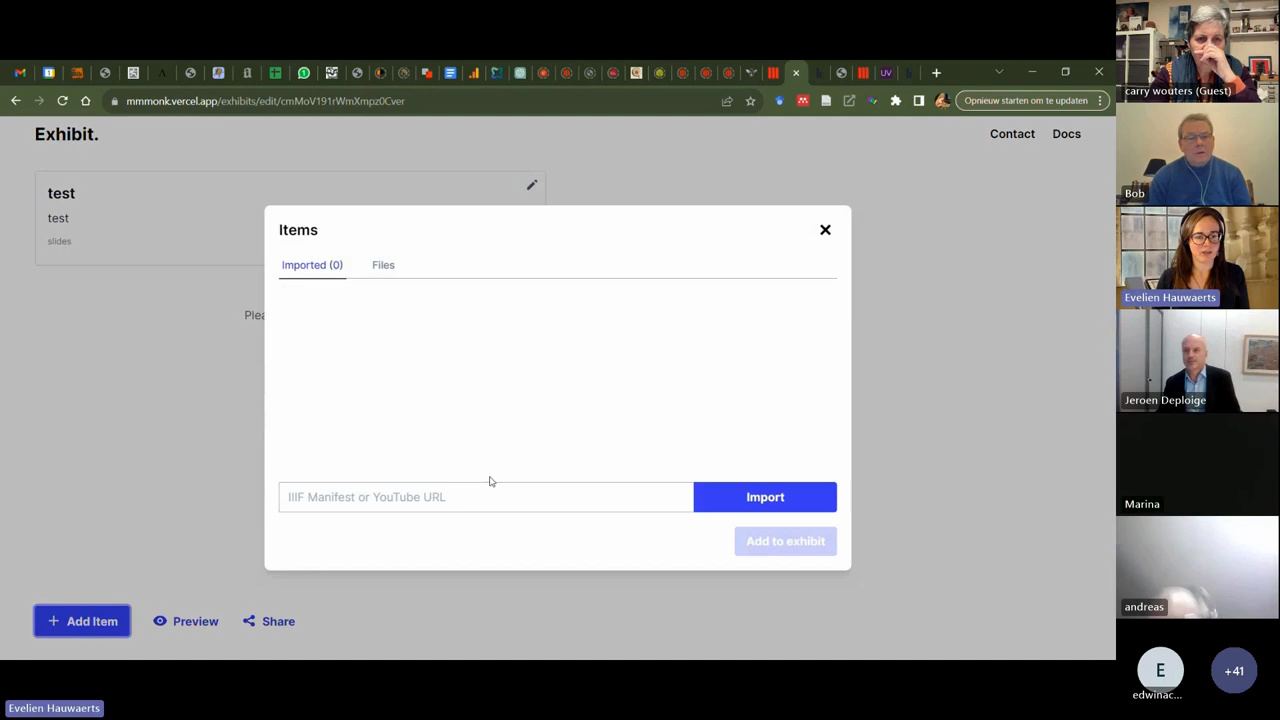 Opnieuw starten om te updaten
mmmonk.vercel.app/exhibits/edit/cmMoV191rWmXmpz0Cver
Exhibit.
Contact
Docs
test
test
slides
Plea
Items
Imported (0)
Files
IIIF Manifest or YouTube URL
Import
Add to exhibit
+ Add Item
Preview
Share
UV
carry wouters (Guest)
Bob
Evelien Hauwaerts
Jeroen Deploige
Marina
andreas
E
edwinac...
+41
Evelien Hauwaerts